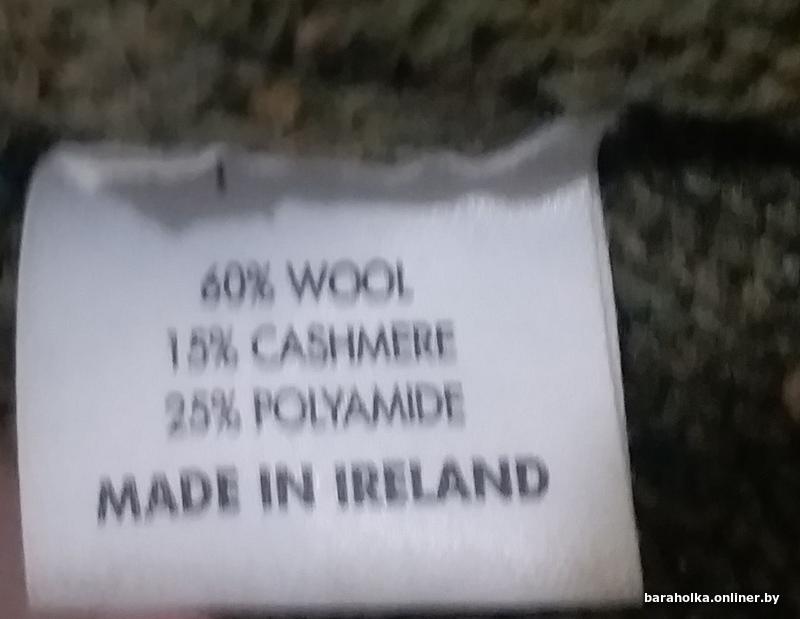 60% WOOL
15% CASHMERE
25% POLYAMIDE
MADE IN IRELAND
baraholka.onliner.by